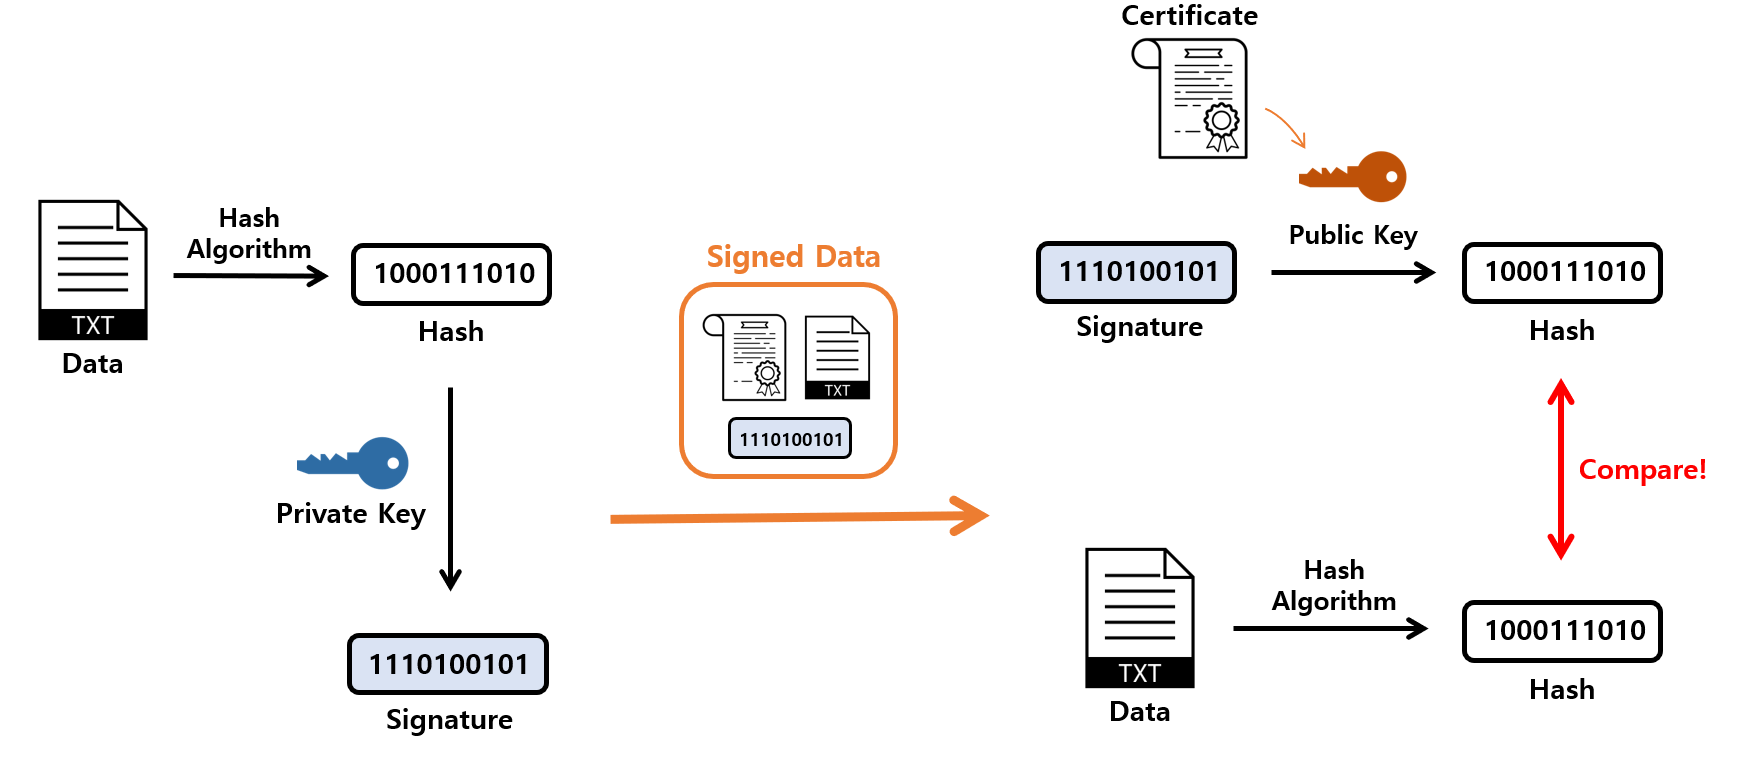 Certificate
Hash
Algorithm
1000111010
Hash
TXT
Data
Private Key
1110100101
Signature
Signed Data
TXT
1110100101
Public Key
1110100101
Signature
1000111010
Hash
Compare!
Hash
Algorithm
TXT
Data
1000111010
Hash